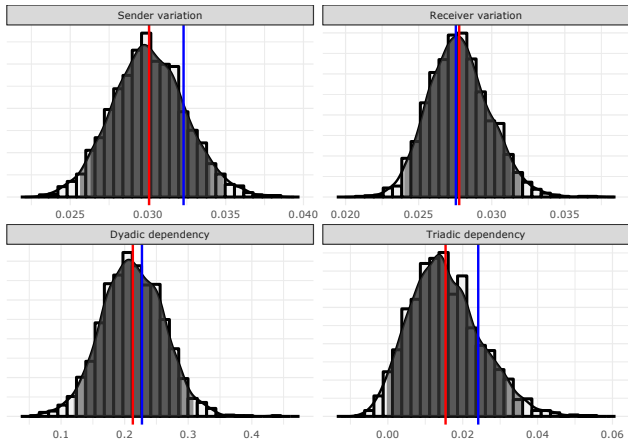 Sender variation
Receiver variation
0.025 0.030 0.035 0.040
0.020 0.025 0.030 0.035
Dyadic dependency
Triadic dependency
0.1 0.2 0.3 0.4
0.00 0.02 0.04 0.06